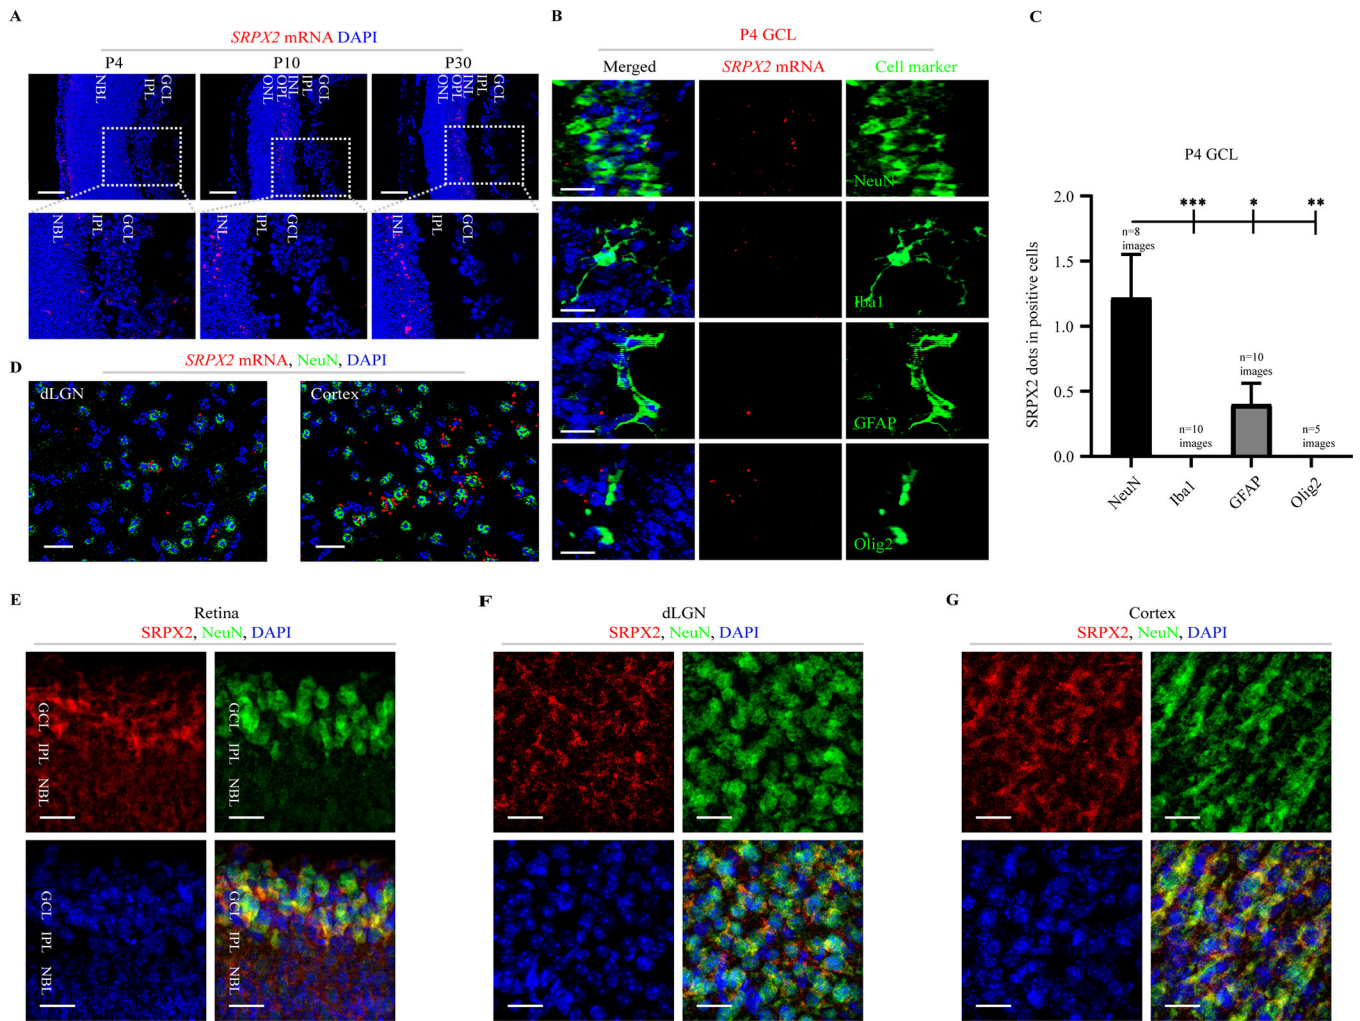 A
SRPX2 mRNA DAPI
P4
P10
P30
NBL
IPL
GCL
ONL
OPL
INL
IPL
GCL
ONL
OPL
INL
IPL
GCL
NBL
IPL
GCL
INL
IPL
GCL
INL
IPL
GCL
B
P4 GCL
Merged
SRPX2 mRNA
Cell marker
NeuN
Iba1
GFAP
Olig2
C
P4 GCL
SRPX2 dots in positive cells
2.0
1.5
1.0
0.5
0.0
***
*
**
n=8
images
n=10
images
n=10
images
n=5
images
NeuN
Iba1
GFAP
Olig2
D
SRPX2 mRNA, NeuN, DAPI
dLGN
Cortex
E
Retina
SRPX2, NeuN, DAPI
GCL
IPL
NBL
GCL
IPL
NBL
GCL
IPL
NBL
GCL
IPL
NBL
F
dLGN
SRPX2, NeuN, DAPI
G
Cortex
SRPX2, NeuN, DAPI